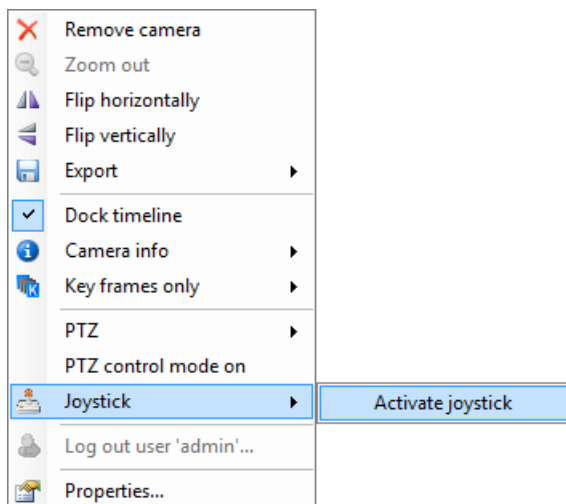 Remove camera
Zoom out
Flip horizontally
Flip vertically
Export
Dock timeline
Camera info
Key frames only
K
PTZ
PTZ control mode on
Joystick
Activate joystick
Log out user 'admin'...
Properties...